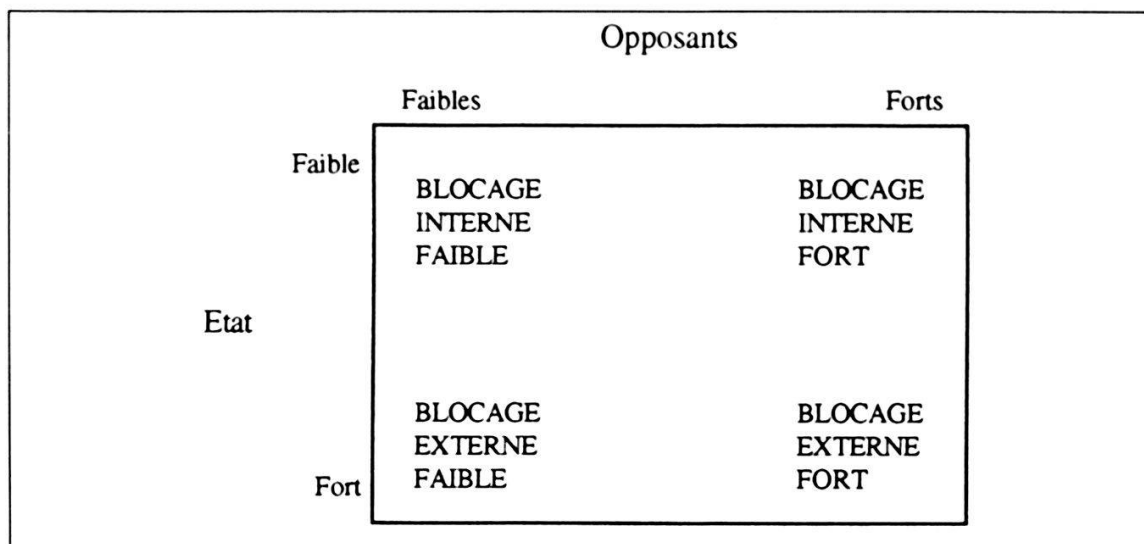 Opposants
Faibles Forts
Faible
BLOCAGE BLOCAGE
INTERNE INTERNE
FAIBLE FORT
Etat
BLOCAGE BLOCAGE
EXTERNE EXTERNE
FAIBLE FORT
Fort